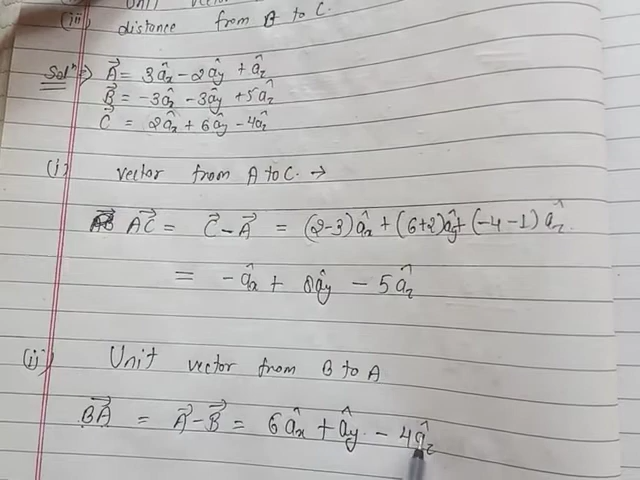 Unit vector
(iii) distance from B to C.
Solⁿ ⇒ A⃗ = 3âx - 2ây + âz
B⃗ = -3âx - 3ây + 5âz
C⃗ = 2âx + 6ây - 4âz
(i) vector from A to C. →
AC⃗ = C⃗ - A⃗ = (2-3)âx + (6+2)ây + (-4-1)âz.
= -âx + 8ây - 5âz
(ii) Unit vector from B to A
BA⃗ = A⃗ - B⃗ = 6âx + ây - 4âz